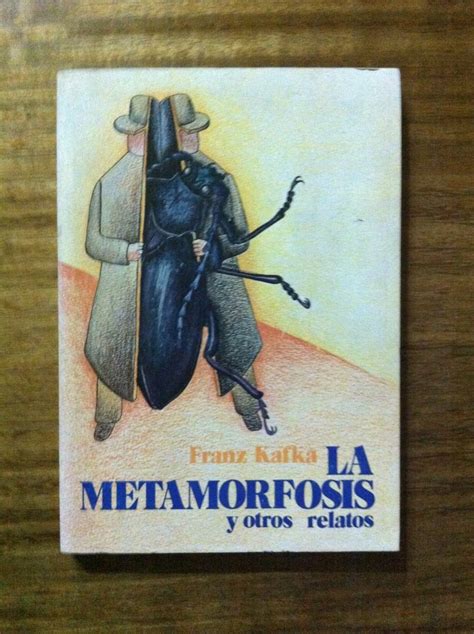 Franz Kafka LA
METAMORFOSIS
y otros relatos